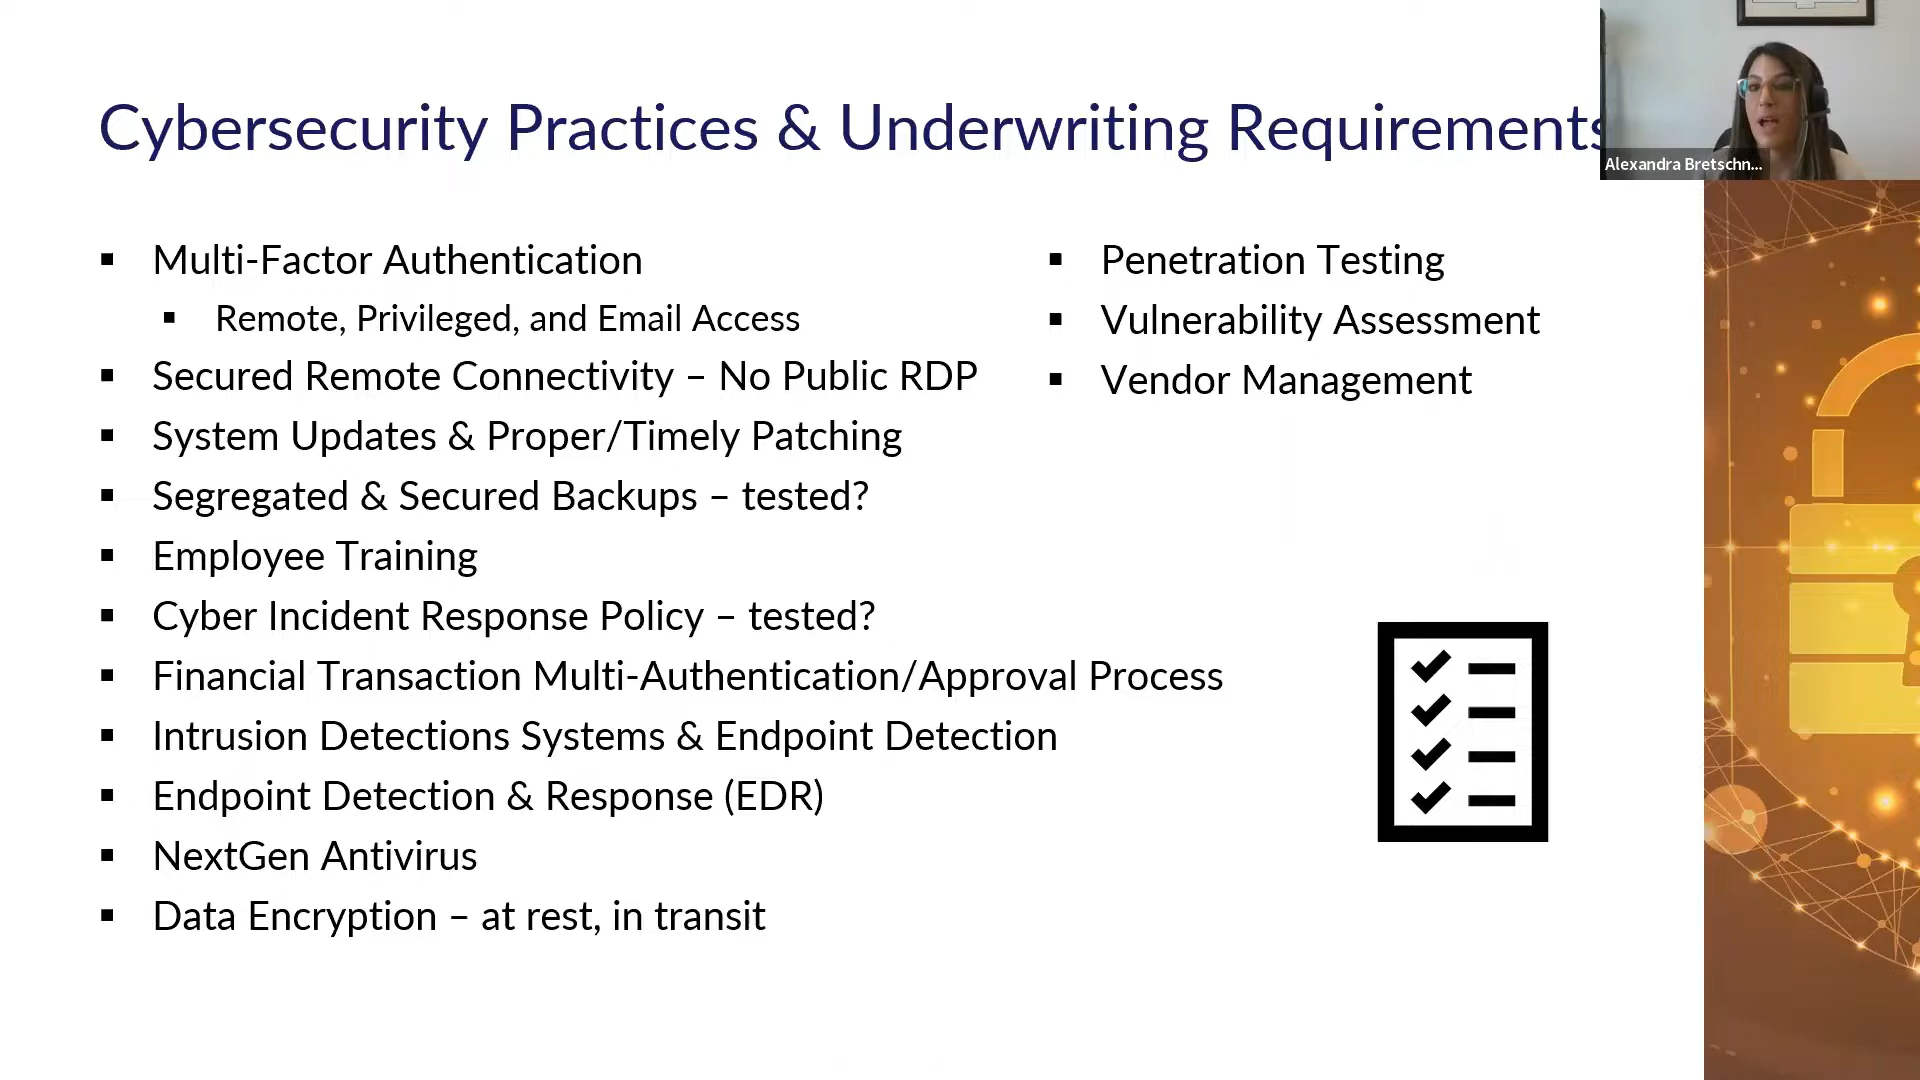 Cybersecurity Practices & Underwriting Requirements
Alexandra Bretschn...
▪ Multi-Factor Authentication
▪ Remote, Privileged, and Email Access
▪ Secured Remote Connectivity – No Public RDP
▪ System Updates & Proper/Timely Patching
▪ Segregated & Secured Backups – tested?
▪ Employee Training
▪ Cyber Incident Response Policy – tested?
▪ Financial Transaction Multi-Authentication/Approval Process
▪ Intrusion Detections Systems & Endpoint Detection
▪ Endpoint Detection & Response (EDR)
▪ NextGen Antivirus
▪ Data Encryption – at rest, in transit
▪ Penetration Testing
▪ Vulnerability Assessment
▪ Vendor Management